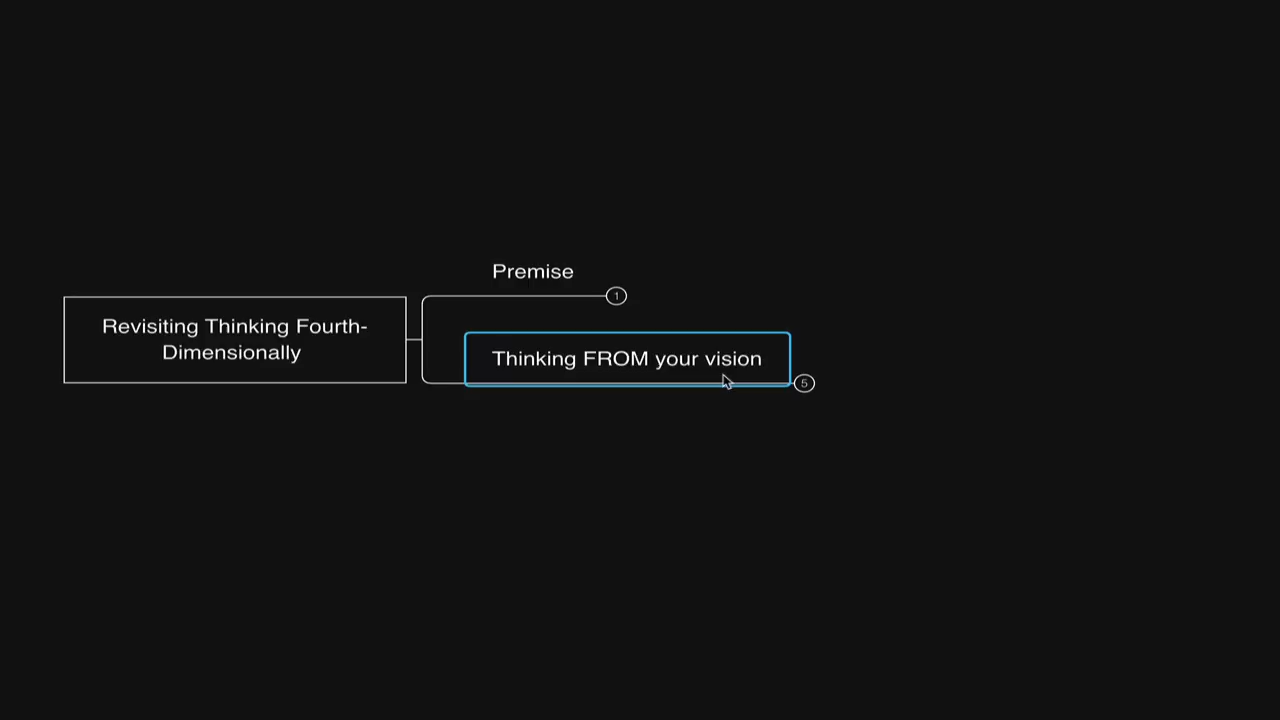 Premise
1
Revisiting Thinking Fourth-
Dimensionally
Thinking FROM your vision
5